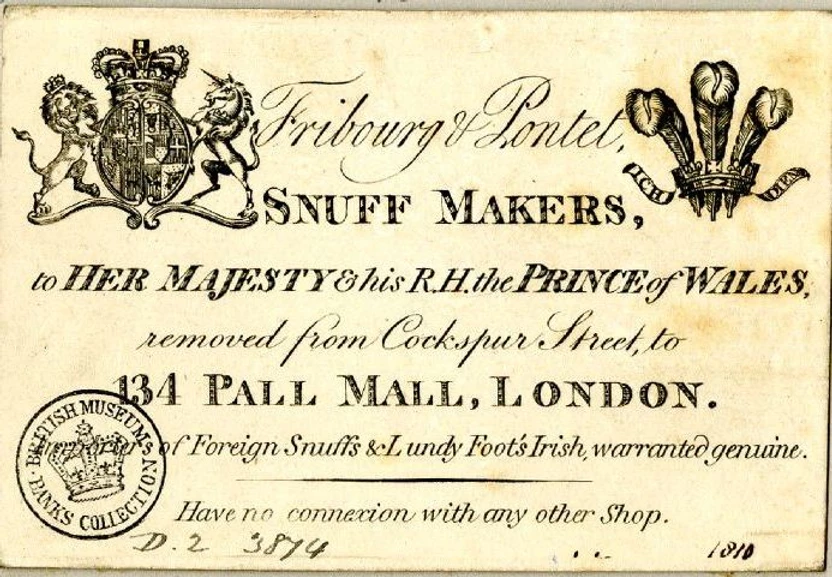 Fribourg & Pontet,
ICH DIEN
SNUFF MAKERS,
to HER MAJESTY & his R.H. the PRINCE of WALES,
removed from Cockspur Street, to
134 PALL MALL, LONDON.
of Foreign Snuffs & Lundy Foot's Irish, warranted genuine.
BRITISH MUSEUM
BANKS COLLECTION
Have no connexion with any other Shop.
D.2 3874
1810